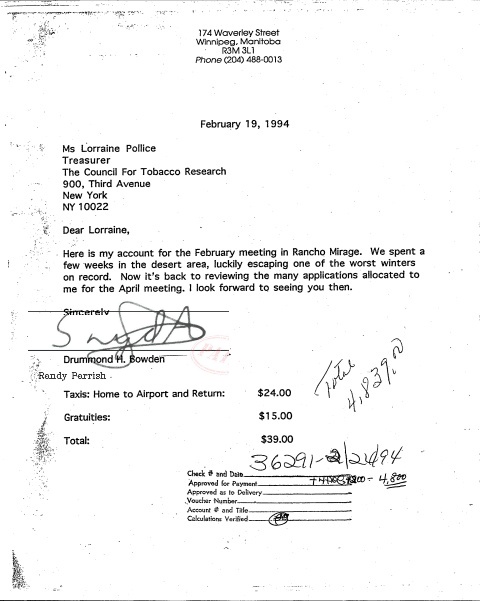 174 Waverley Street
Winnipeg, Manitoba
R3M 3L1
Phone (204) 488-0013
February 19, 1994
Ms Lorraine Pollice
Treasurer
The Council For Tobacco Research
900, Third Avenue
New York
NY 10022
Dear Lorraine,
Here is my account for the February meeting in Rancho Mirage. We spent a
few weeks in the desert area, luckily escaping one of the worst winters
on record. Now it's back to reviewing the many applications allocated to
me for the April meeting. I look forward to seeing you then.
Sincerely
Drummond H. Bowden
Randy Parrish
Total
4,839.00
Taxis: Home to Airport and Return: $24.00
Gratuities: $15.00
Total: $39.00
36291-2/21/94
Check # and Date
Approved for Payment 4,800
Approved as to Delivery
Voucher Number
Account # and Title
Calculations Verified